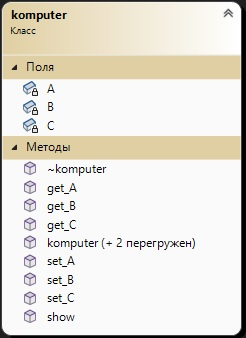 komputer
Класс
Поля
A
B
C
Методы
~komputer
get_A
get_B
get_C
komputer (+ 2 перегружен)
set_A
set_B
set_C
show